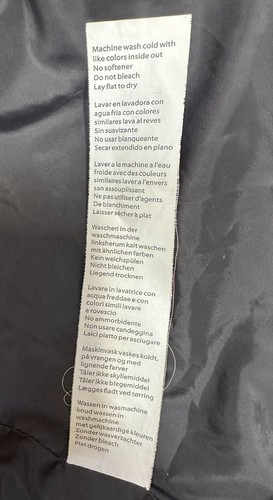 Machine wash cold with
like colors inside out
No softener
Do not bleach
Lay flat to dry
Lavar en lavadora con
agua fria con colores
similares lava al reves
Sin suavizante
No usar blanqueante
Secar extendido en plano
Laver a la machine a l'eau
froide avec des couleurs
similaires laver a l'envers
san assouplissant
Ne pas utiliser d'agents
De blanchiment
Laisser sécher à plat
Wascheri in der
waschmaschine
linksherum kalt waschen
mit ähnlichen farben
Kein weichspülen
Nicht bleichen
Liegend trocknen
Lavare in lavatrice con
acqua freddae e con
colori simili lavare
a rovescio
No ammorbidente
Non usare candeggina
Laici platto per asciugare
Maskinvask vaskes koldt,
på vrangen og med
lignende farver
Tåler ikke skyllemiddel
Tåler ikke blegemiddel
Lægges fladt ved tørring
Wassen in wasmachine
koud wassen in
washmachine
met gelijkaardige kleuren
Zonder wasverzachter
Zonder bleach
Plat drogen